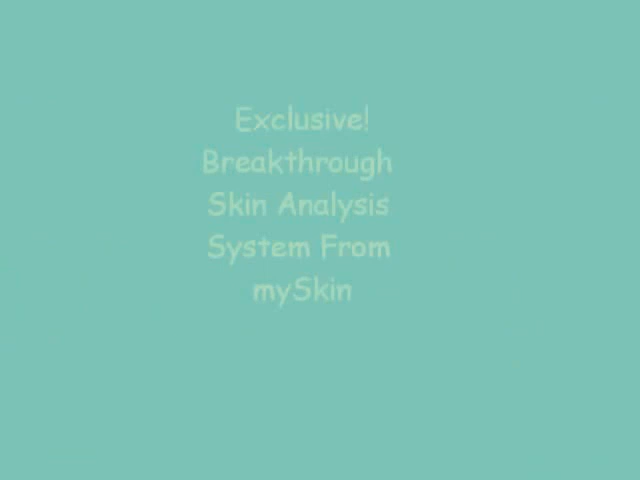 Exclusive!
Breakthrough
Skin Analysis
System From
mySkin